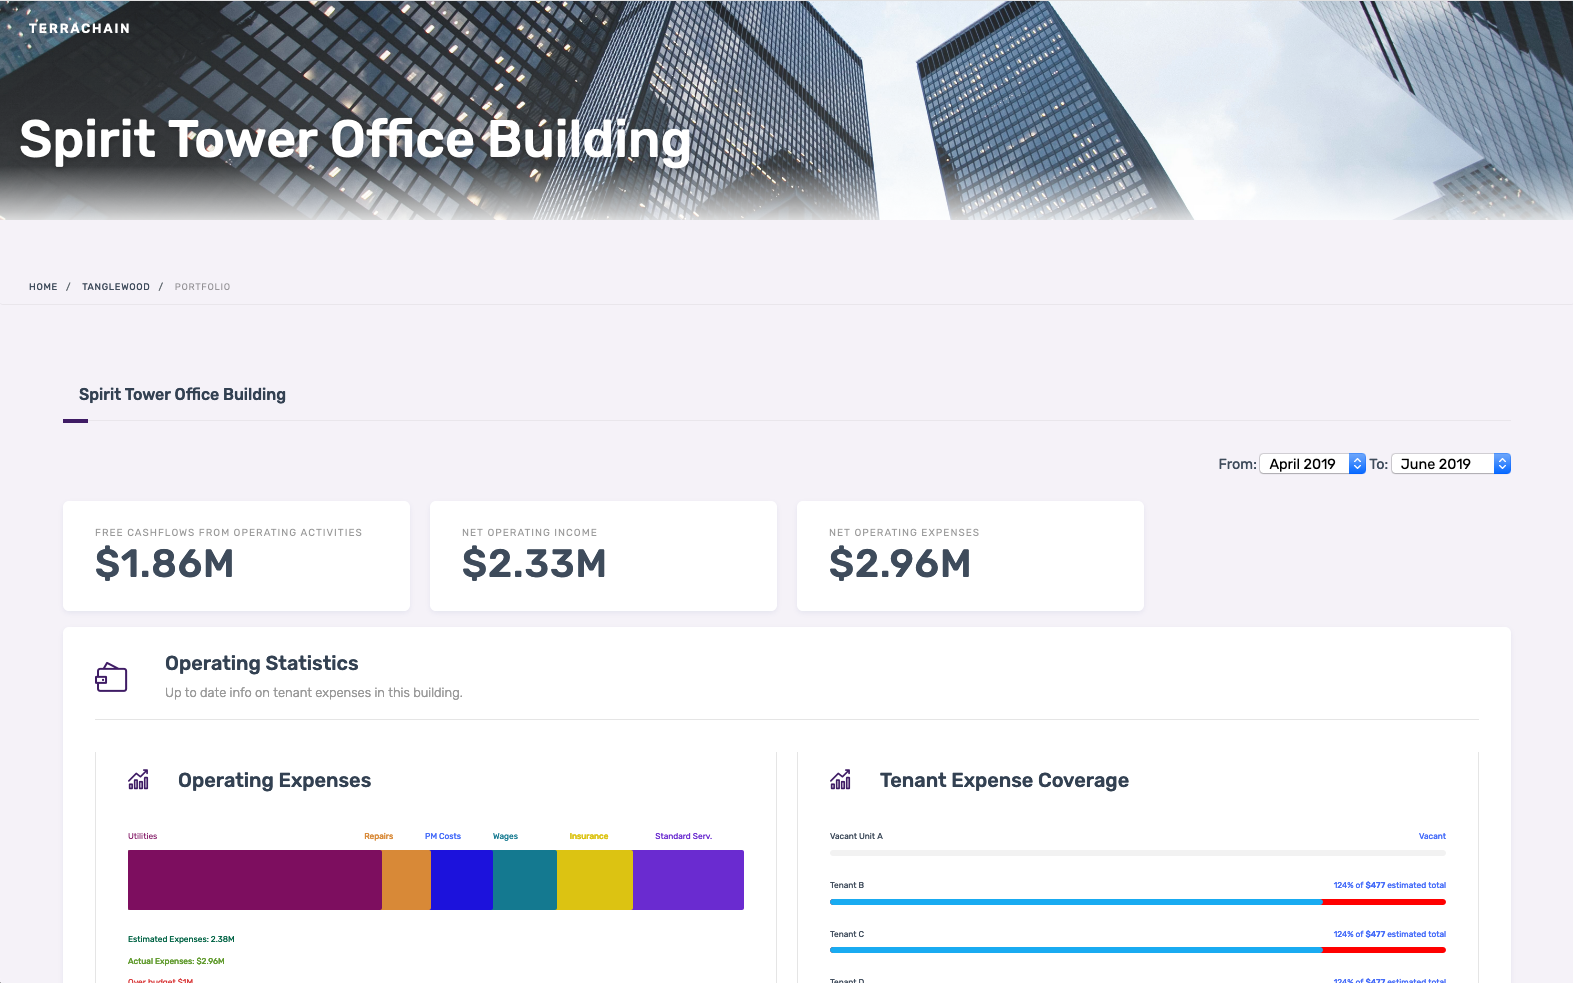 TERRACHAIN
Spirit Tower Office Building
HOME / TANGLEWOOD / PORTFOLIO
Spirit Tower Office Building
From: April 2019 To: June 2019
FREE CASHFLOWS FROM OPERATING ACTIVITIES
$1.86M
NET OPERATING INCOME
$2.33M
NET OPERATING EXPENSES
$2.96M
Operating Statistics
Up to date info on tenant expenses in this building.
Operating Expenses
Utilities Repairs PM Costs Wages Insurance Standard Serv.
Estimated Expenses: 2.38M
Actual Expenses: $2.96M
Over budget $1M
Tenant Expense Coverage
Vacant Unit A Vacant
Tenant B 124% of $477 estimated total
Tenant C 124% of $477 estimated total
Tenant D 124% of $477 estimated total